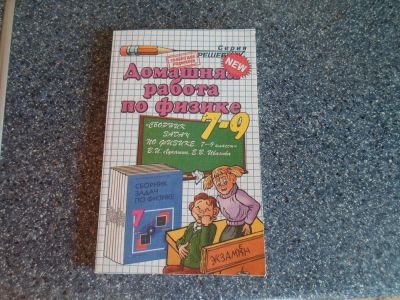 Серия
РЕШЕБНИК
NEW
Домашняя
работа
по физике
7-9
«СБОРНИК
ЗАДАЧ
ПО ФИЗИКЕ. 7-9 классы»
В.И. Лукашик, Е.В. Иванова
СБОРНИК
ЗАДАЧ
ПО ФИЗИКЕ
7
ЭКЗАМЕН